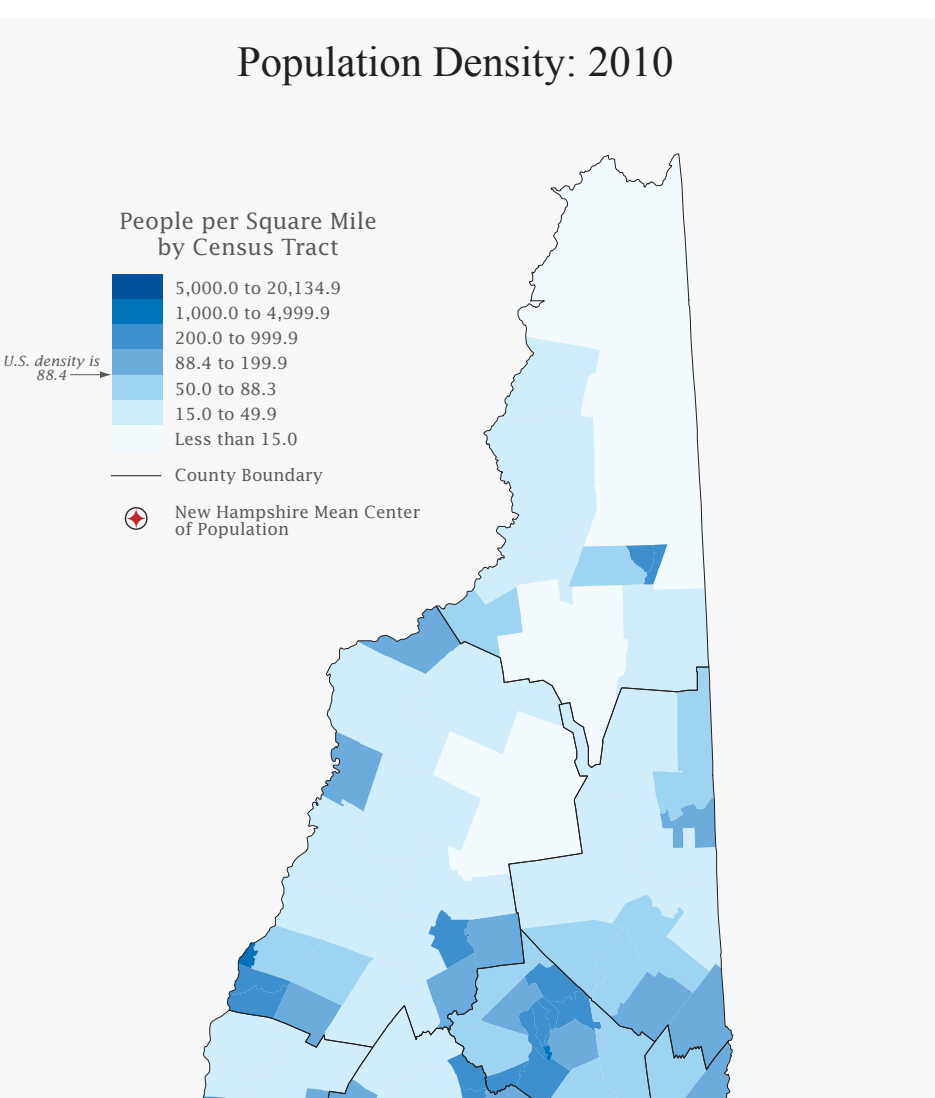 Population Density: 2010
People per Square Mile
by Census Tract
5,000.0 to 20,134.9
1,000.0 to 4,999.9
200.0 to 999.9
88.4 to 199.9
50.0 to 88.3
15.0 to 49.9
Less than 15.0
U.S. density is
88.4
County Boundary
New Hampshire Mean Center
of Population